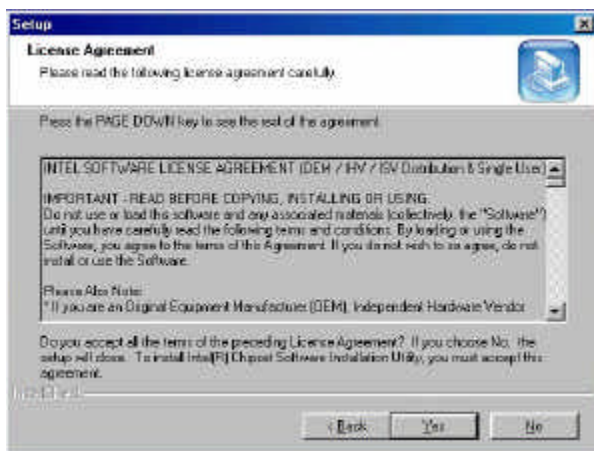 Setup
License Agreement
Please read the following license agreement carefully.
Press the PAGE DOWN key to see the rest of the agreement.
INTEL SOFTWARE LICENSE AGREEMENT (OEM / IHV / ISV Distribution & Single User)
IMPORTANT - READ BEFORE COPYING, INSTALLING OR USING.
Do not use or load this software and any associated materials (collectively, the "Software")
until you have carefully read the following terms and conditions. By loading or using the
Software, you agree to the terms of this Agreement. If you do not wish to so agree, do not
install or use the Software.
Please Also Note:
* If you are an Original Equipment Manufacturer (OEM), Independent Hardware Vendor
Do you accept all the terms of the preceding License Agreement? If you choose No, the
setup will close. To install Intel(R) Chipset Software Installation Utility, you must accept this
agreement.
< Back
Yes
No